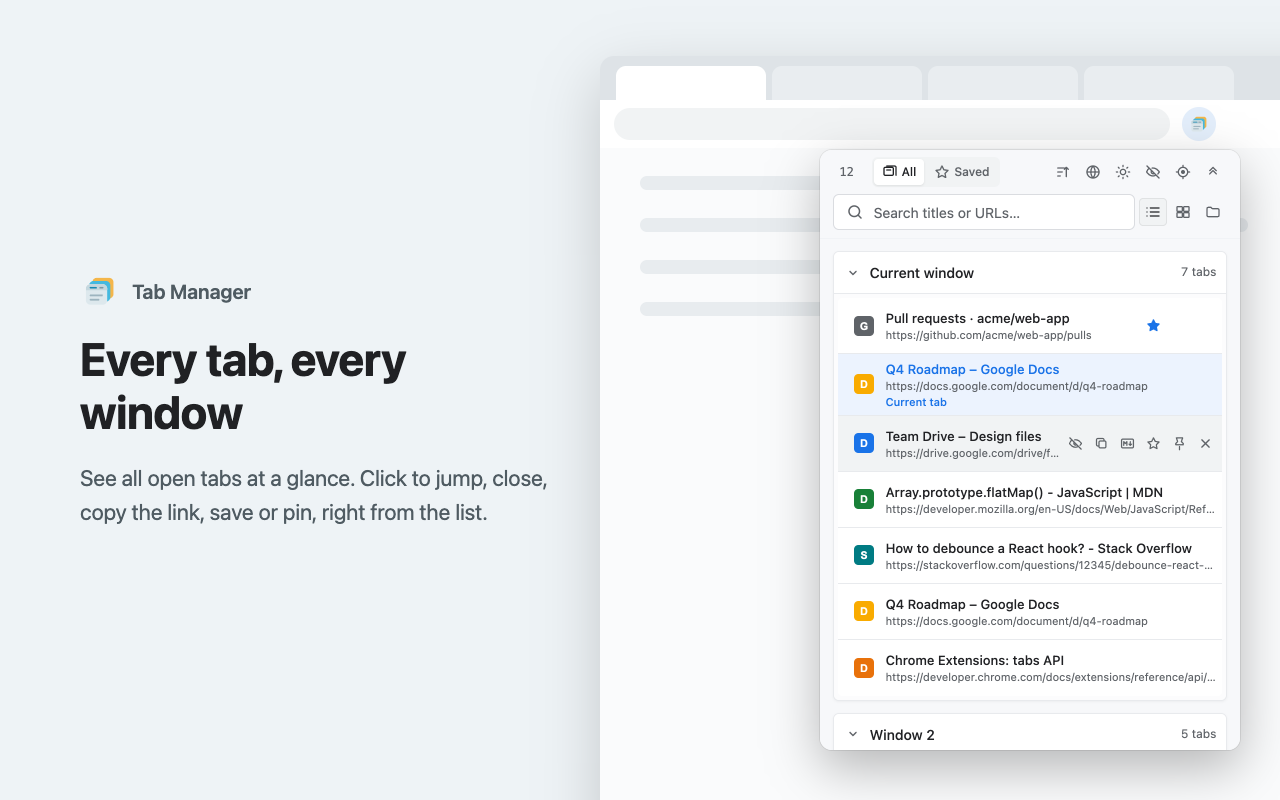 Tab Manager
Every tab, every
window
See all open tabs at a glance. Click to jump, close,
copy the link, save or pin, right from the list.
12
All
Saved
Search titles or URLs...
Current window
7 tabs
G
Pull requests · acme/web-app
https://github.com/acme/web-app/pulls
D
Q4 Roadmap – Google Docs
https://docs.google.com/document/d/q4-roadmap
Current tab
D
Team Drive – Design files
https://drive.google.com/drive/f...
D
Array.prototype.flatMap() - JavaScript | MDN
https://developer.mozilla.org/en-US/docs/Web/JavaScript/Ref...
S
How to debounce a React hook? - Stack Overflow
https://stackoverflow.com/questions/12345/debounce-react-...
D
Q4 Roadmap – Google Docs
https://docs.google.com/document/d/q4-roadmap
D
Chrome Extensions: tabs API
https://developer.chrome.com/docs/extensions/reference/api/...
Window 2
5 tabs